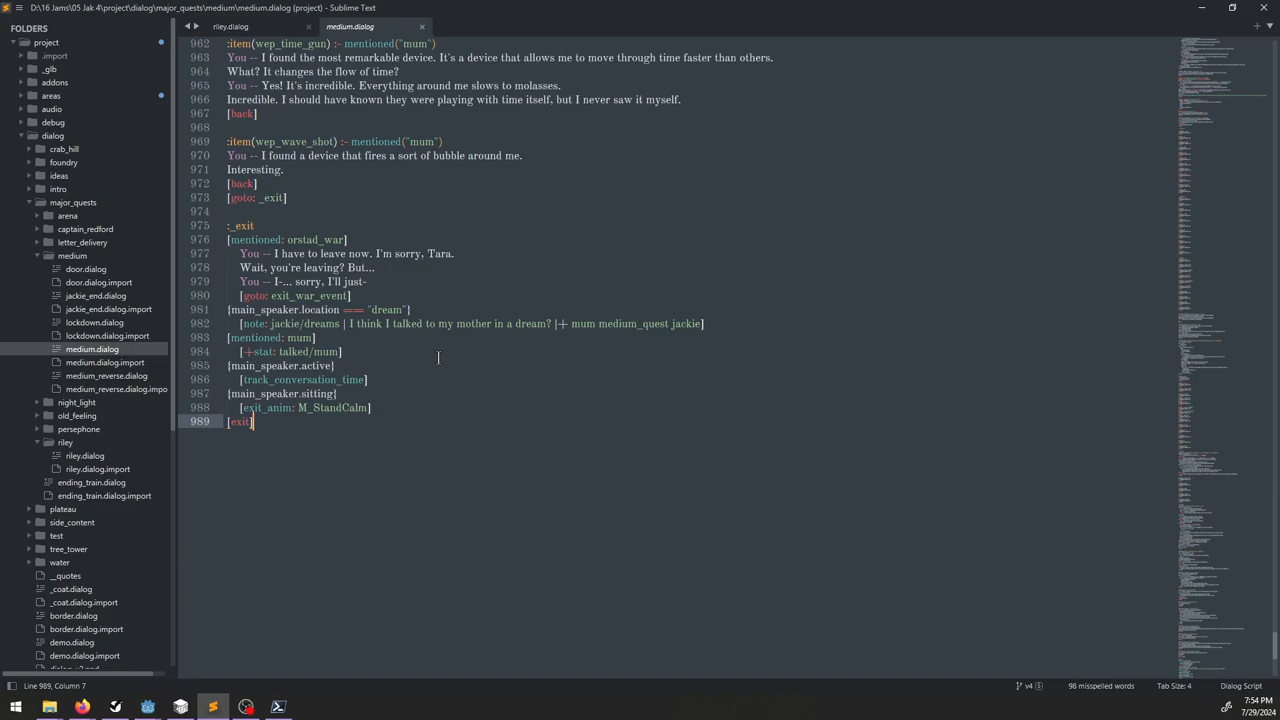 D:\16 Jams\05 Jak 4\project\dialog\major_quests\medium\medium.dialog (project) - Sublime Text
FOLDERS
project
.import
_glb
addons
areas
audio
debug
dialog
crab_hill
foundry
ideas
intro
major_quests
arena
captain_redford
letter_delivery
medium
door.dialog
door.dialog.import
jackie_end.dialog
jackie_end.dialog.import
lockdown.dialog
lockdown.dialog.import
medium.dialog
medium.dialog.import
medium_reverse.dialog
medium_reverse.dialog.impo
night_light
old_feeling
persephone
riley
riley.dialog
riley.dialog.import
ending_train.dialog
ending_train.dialog.import
plateau
side_content
test
tree_tower
water
__quotes
_coat.dialog
_coat.dialog.import
border.dialog
border.dialog.import
demo.dialog
demo.dialog.import
riley.dialog
medium.dialog
962 :item(wep_time_gun) :- mentioned("mum")
963 You -- I found the most remarkable device. It's a device that allows me to move through time faster than others.
964 What? It changes the flow of time?
965 You -- Yes! It's incredible. Everything around me slows to molasses.
966 Incredible. I should have known they were playing with time itself, but I never saw it myself.
967 [back]
968
969 :item(wep_wave_shot) :- mentioned("mum")
970 You -- I found a device that fires a sort of bubble around me.
971 Interesting.
972 [back]
973 [goto: _exit]
974
975 :_exit
976 [mentioned: orstad_war]
977 You -- I have to leave now. I'm sorry, Tara.
978 Wait, you're leaving? But...
979 You -- I-... sorry, I'll just-
980 [goto: exit_war_event]
981 {main_speaker.location == "dream"}
982 [note: jackie/dreams | I think I talked to my mother in a dream? |+ mum medium_quest jackie]
983 [mentioned: mum]
984 [+stat: talked/mum]
985 {main_speaker.active}
986 [track_conversation_time]
987 {main_speaker.sitting}
988 [exit_anim: M_StandCalm]
989 [exit]
Line 989, Column 7
v4 5
98 misspelled words
Tab Size: 4
Dialog Script
7:54 PM
7/29/2024